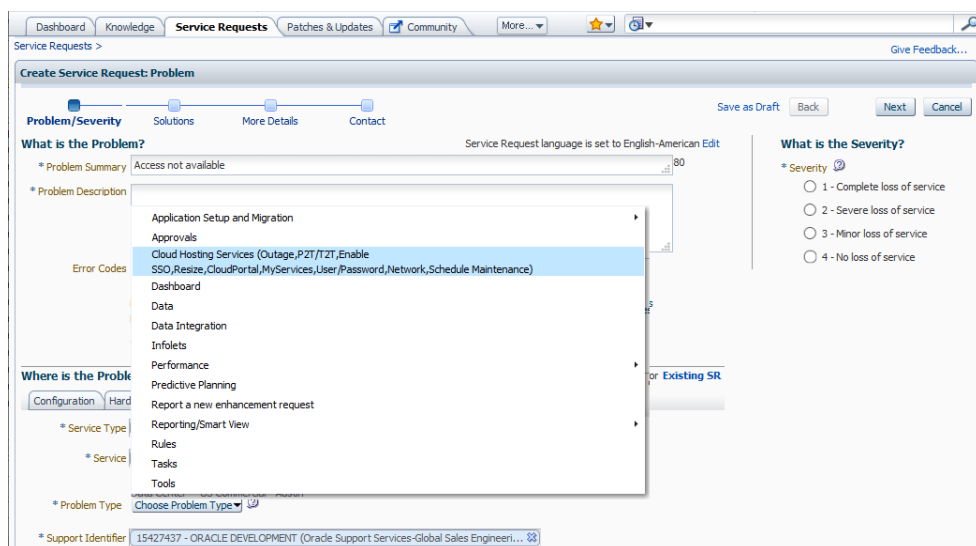 Dashboard Knowledge Service Requests Patches & Updates Community More...
Service Requests >
Give Feedback...
Create Service Request: Problem
Problem/Severity Solutions More Details Contact
Save as Draft Back Next Cancel
What is the Problem?
Service Request language is set to English-American Edit
* Problem Summary Access not available 80
* Problem Description
Error Codes
Application Setup and Migration
Approvals
Cloud Hosting Services (Outage,P2T/T2T,Enable
SSO,Resize,CloudPortal,MyServices,User/Password,Network,Schedule Maintenance)
Dashboard
Data
Data Integration
Infolets
Performance
Predictive Planning
Report a new enhancement request
Reporting/Smart View
Rules
Tasks
Tools
What is the Severity?
* Severity
1 - Complete loss of service
2 - Severe loss of service
3 - Minor loss of service
4 - No loss of service
Where is the Proble
or Existing SR
Configuration Hard
* Service Type
* Service
* Problem Type Choose Problem Type
* Support Identifier 15427437 - ORACLE DEVELOPMENT (Oracle Support Services-Global Sales Engineeri...